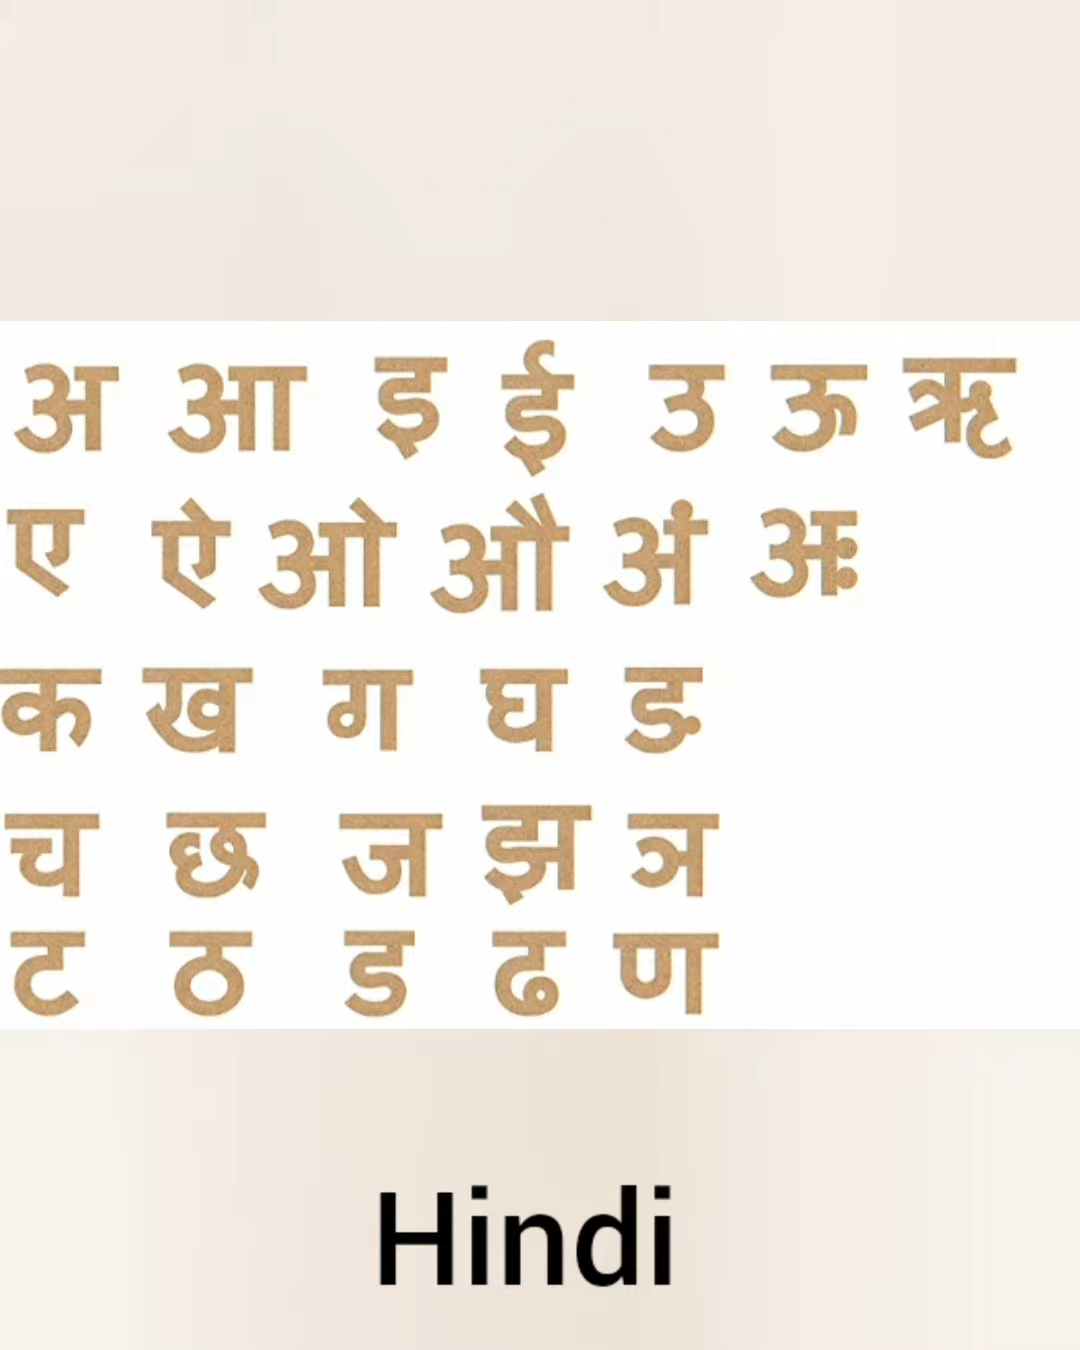 अ आ इ ई उ ऊ ऋ
ए ऐ ओ औ अं अः
क ख ग घ ङ
च छ ज झ ञ
ट ठ ड ढ ण
Hindi